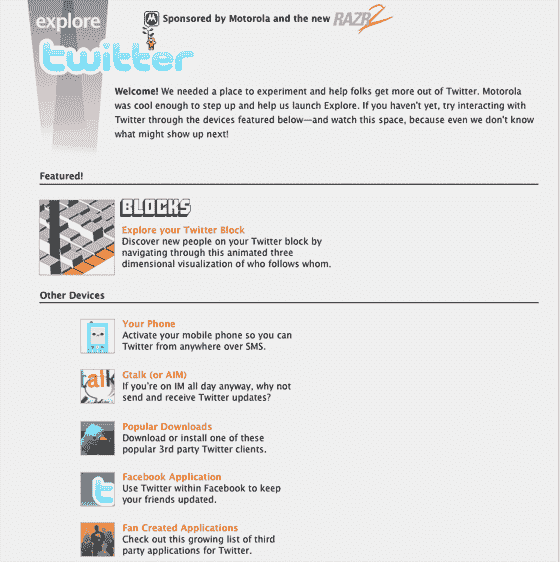 explore
Sponsored by Motorola and the new RAZR2
twitter
Welcome! We needed a place to experiment and help folks get more out of Twitter. Motorola
was cool enough to step up and help us launch Explore. If you haven't yet, try interacting with
Twitter through the devices featured below—and watch this space, because even we don't know
what might show up next!
Featured!
BLOCKS
Explore your Twitter Block
Discover new people on your Twitter block by
navigating through this animated three
dimensional visualization of who follows whom.
Other Devices
Your Phone
Activate your mobile phone so you can
Twitter from anywhere over SMS.
talk
Gtalk (or AIM)
If you're on IM all day anyway, why not
send and receive Twitter updates?
Popular Downloads
Download or install one of these
popular 3rd party Twitter clients.
t
Facebook Application
Use Twitter within Facebook to keep
your friends updated.
Fan Created Applications
Check out this growing list of third
party applications for Twitter.